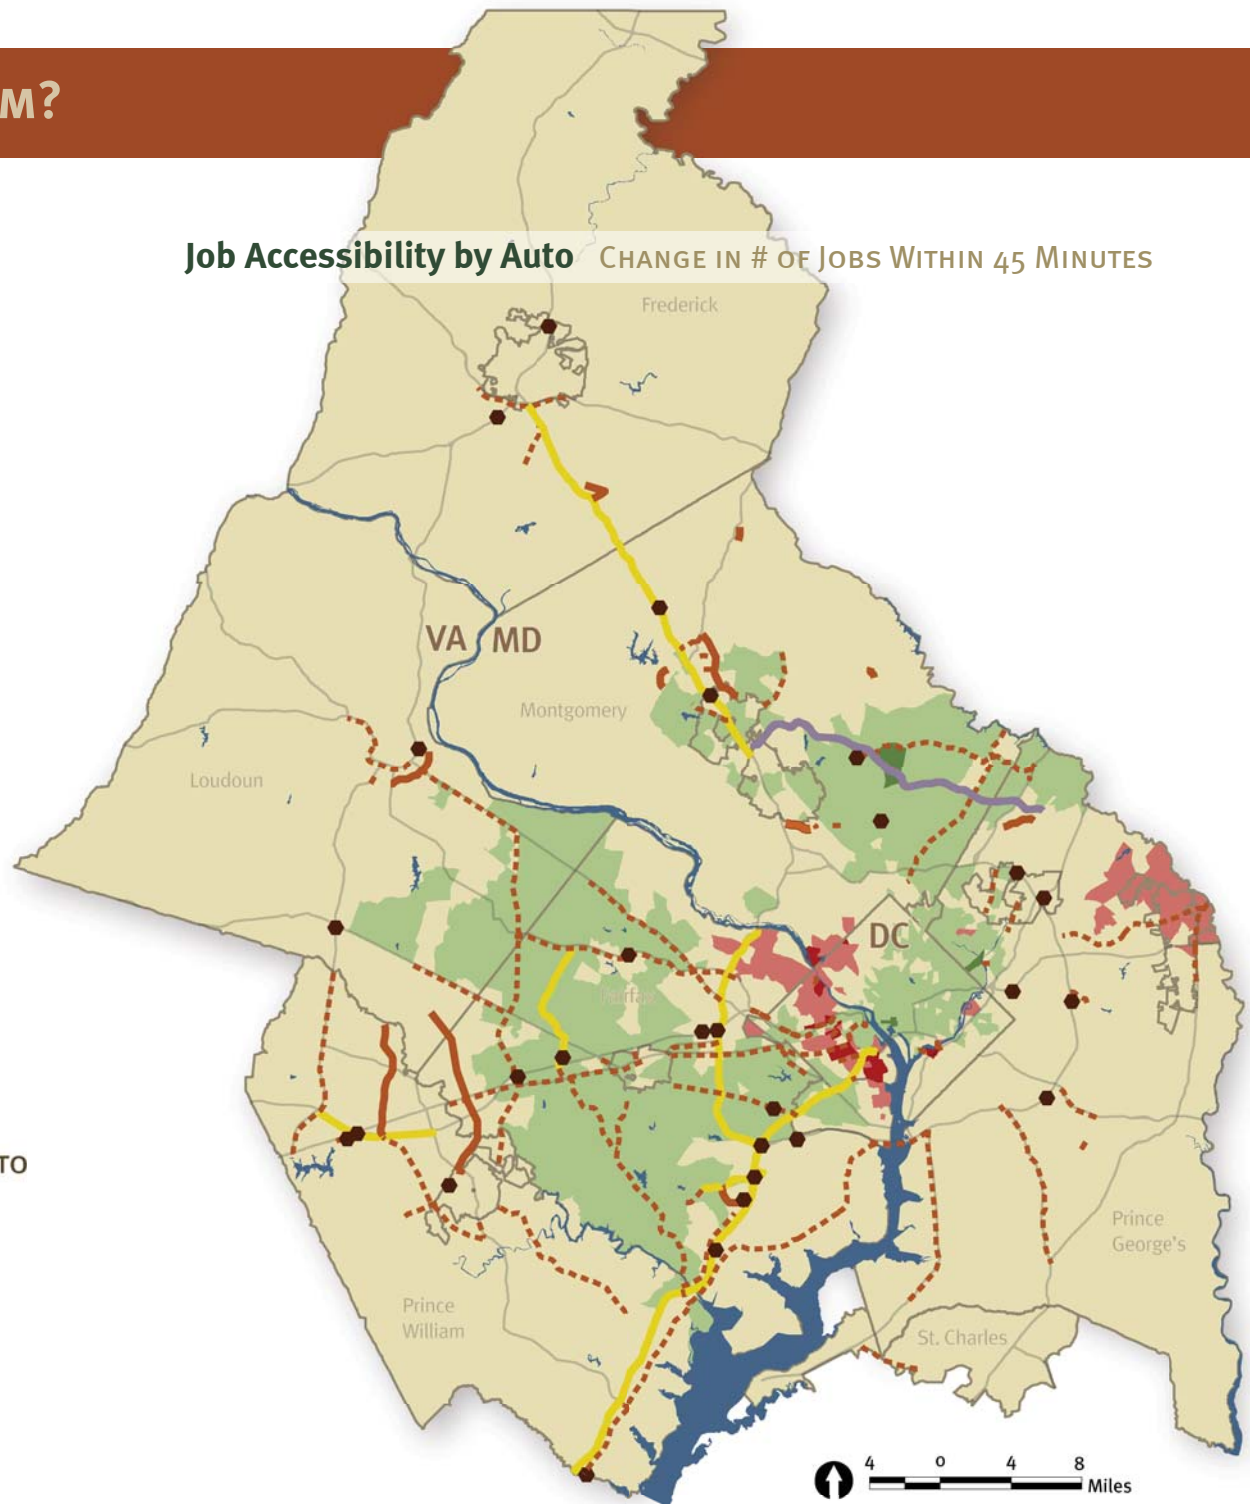 M?
Job Accessibility by Auto CHANGE IN # OF JOBS WITHIN 45 MINUTES
Frederick
VA MD
Montgomery
Loudoun
DC
Fairfax
TO
Prince
George's
Prince
William
St. Charles
4 0 4 8
Miles